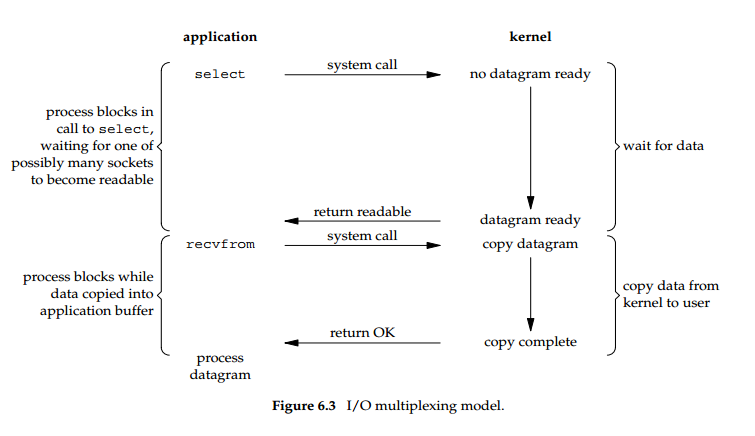 application
kernel
select
system call
no datagram ready
process blocks in
call to select,
waiting for one of
possibly many sockets
to become readable
wait for data
return readable
datagram ready
recvfrom
system call
copy datagram
process blocks while
data copied into
application buffer
copy data from
kernel to user
return OK
copy complete
process
datagram
Figure 6.3 I/O multiplexing model.